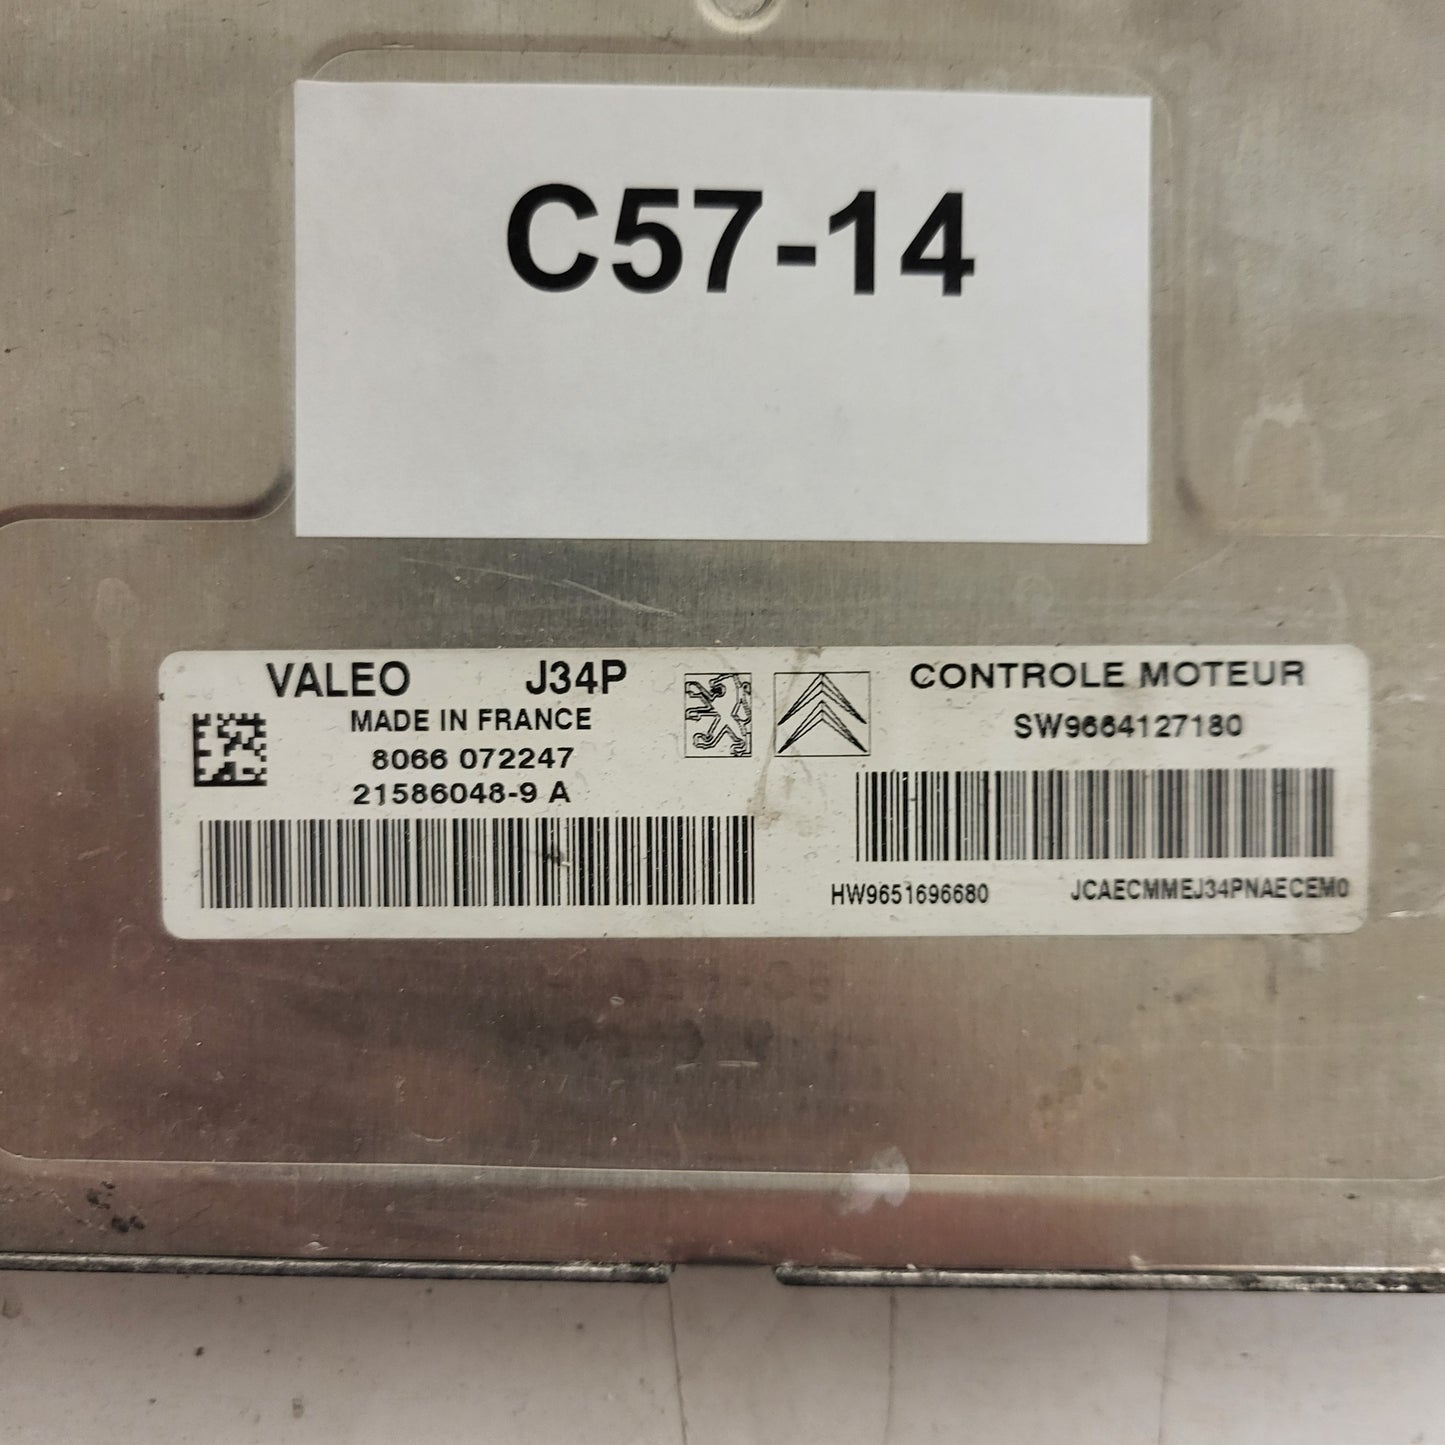 C57-14
VALEO J34P
MADE IN FRANCE
8066 072247
21586048-9 A
CONTROLE MOTEUR
SW9664127180
HW9651696680 JCAECMMEJ34PNAECEM0